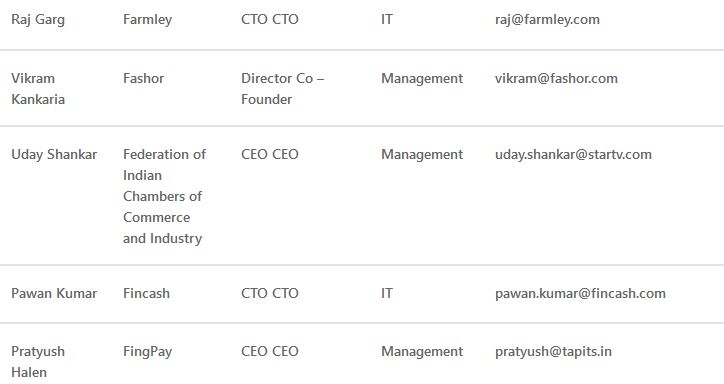 Raj Garg Farmley CTO CTO IT raj@farmley.com
Vikram Fashor Director Co – Management vikram@fashor.com
Kankaria Founder
Uday Shankar Federation of CEO CEO Management uday.shankar@startv.com
Indian
Chambers of
Commerce
and Industry
Pawan Kumar Fincash CTO CTO IT pawan.kumar@fincash.com
Pratyush FingPay CEO CEO Management pratyush@tapits.in
Halen